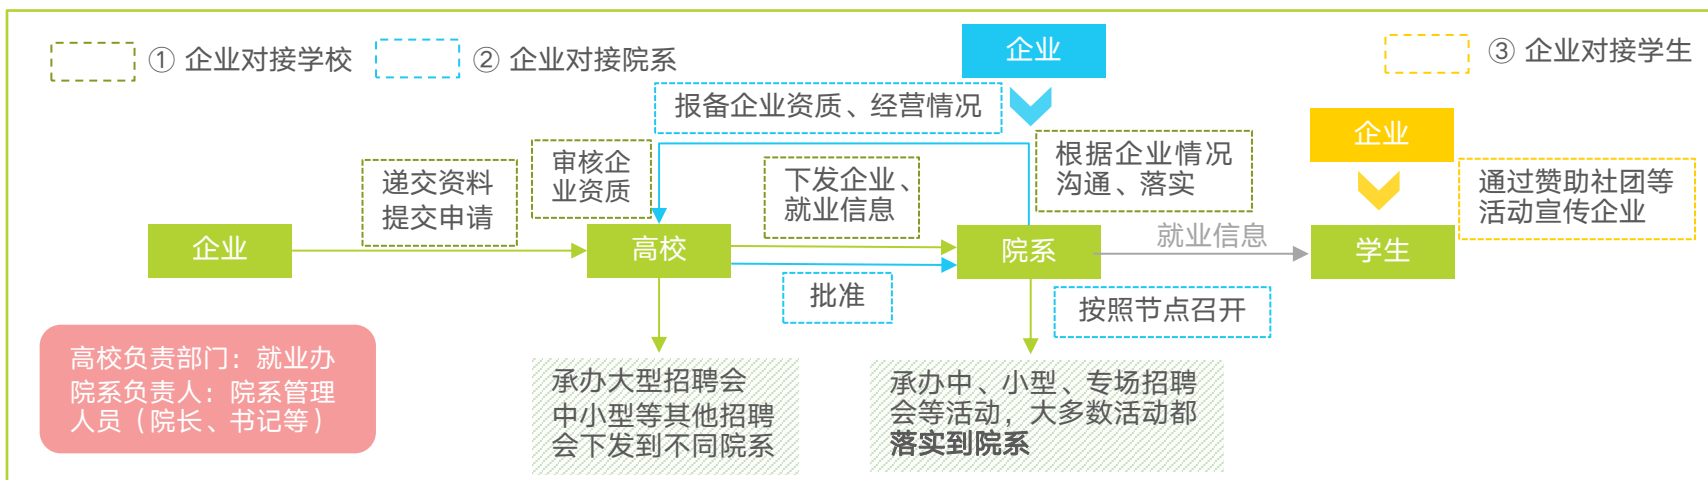 ① 企业对接学校
② 企业对接院系
企业
③ 企业对接学生
报备企业资质、经营情况
企业
递交资料
提交申请
审核企
业资质
下发企业、
就业信息
根据企业情况
沟通、落实
通过赞助社团等
活动宣传企业
企业
高校
院系
就业信息
学生
批准
按照节点召开
高校负责部门：就业办
院系负责人：院系管理
人员（院长、书记等）
承办大型招聘会
中小型等其他招聘
会下发到不同院系
承办中、小型、专场招聘
会等活动，大多数活动都
落实到院系